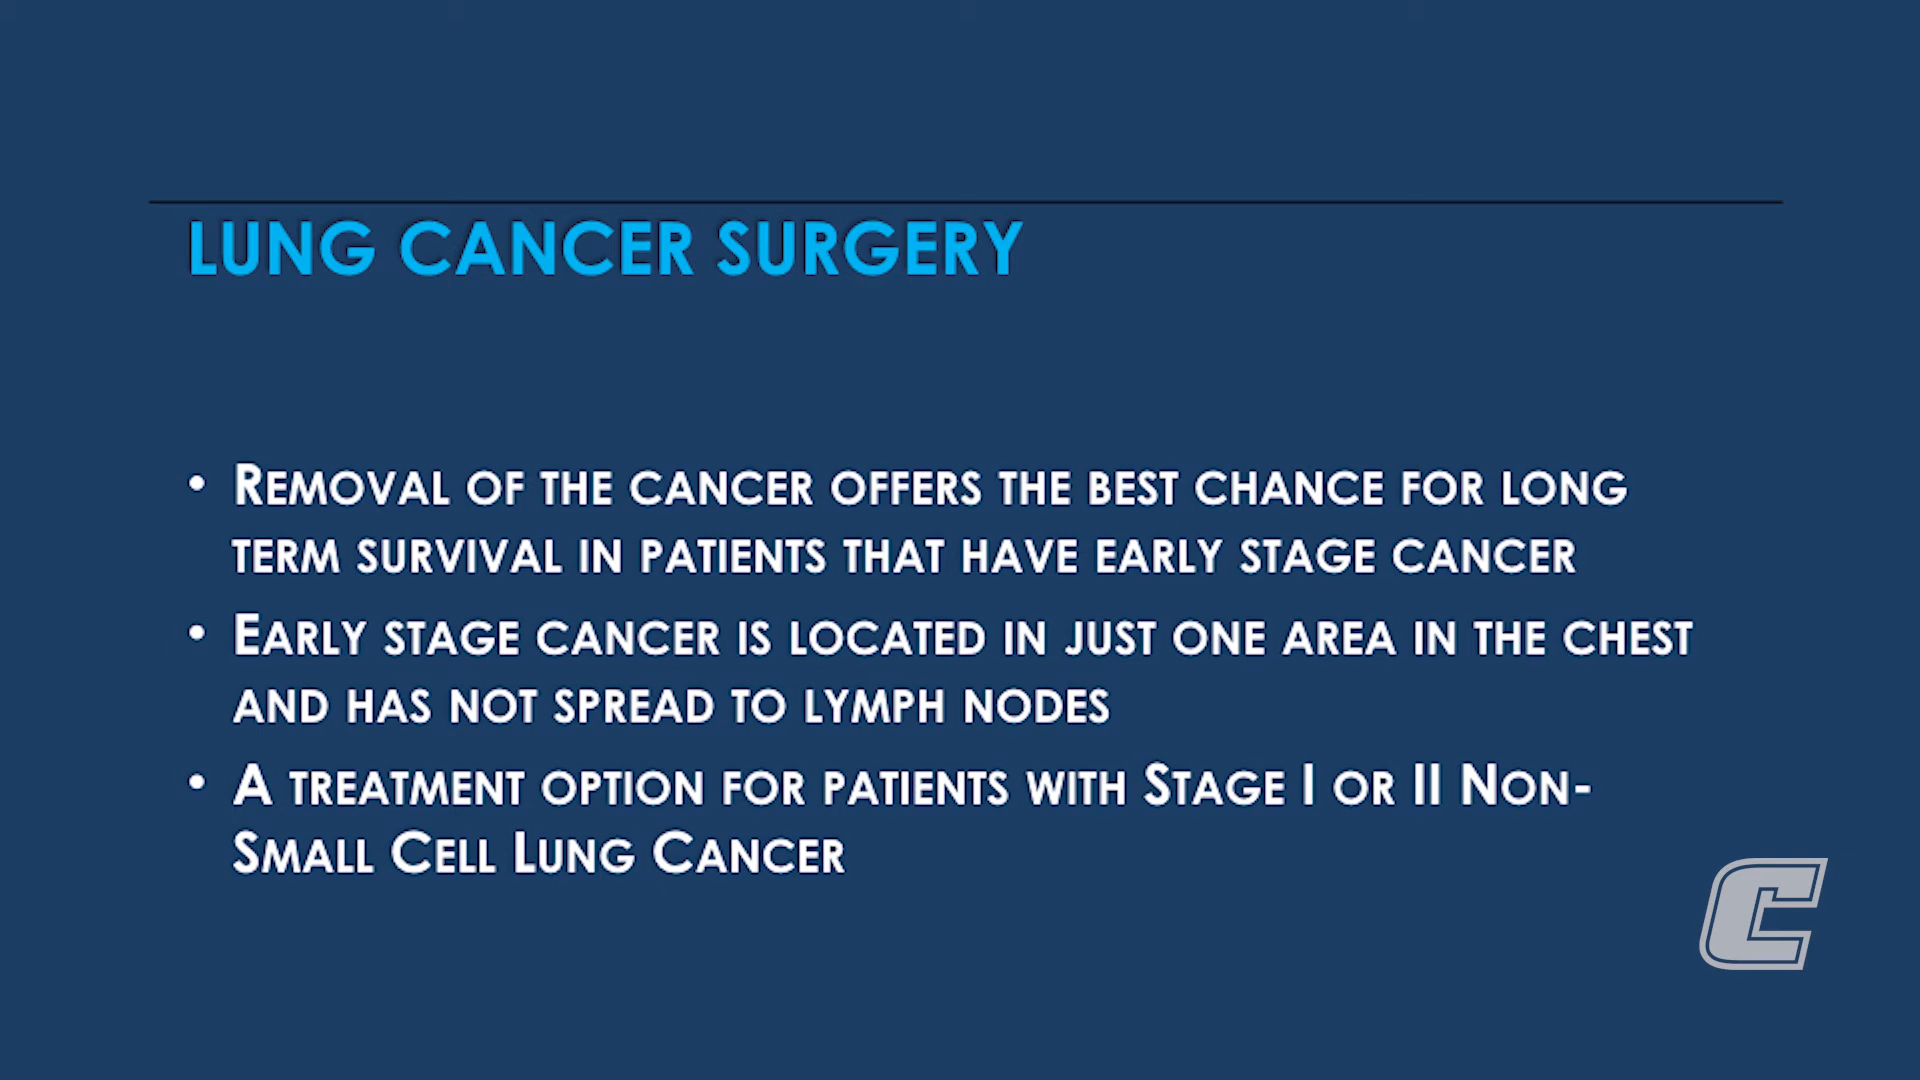 LUNG CANCER SURGERY
• REMOVAL OF THE CANCER OFFERS THE BEST CHANCE FOR LONG
TERM SURVIVAL IN PATIENTS THAT HAVE EARLY STAGE CANCER
• EARLY STAGE CANCER IS LOCATED IN JUST ONE AREA IN THE CHEST
AND HAS NOT SPREAD TO LYMPH NODES
• A TREATMENT OPTION FOR PATIENTS WITH STAGE I OR II NON-
SMALL CELL LUNG CANCER
C